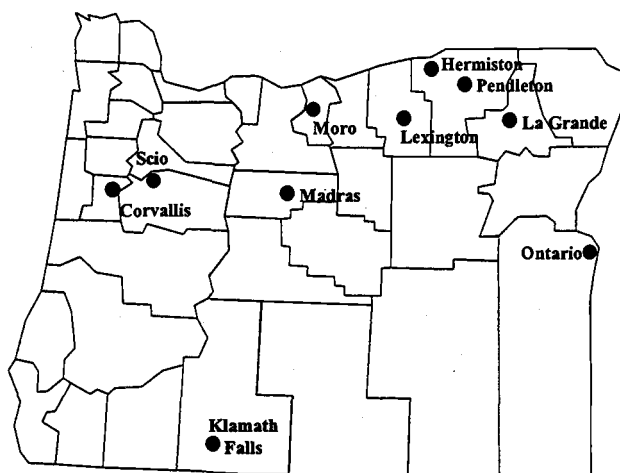 Hermiston
Pendleton
Moro
Lexington
La Grande
Scio
Corvallis
Madras
Ontario
Klamath
Falls